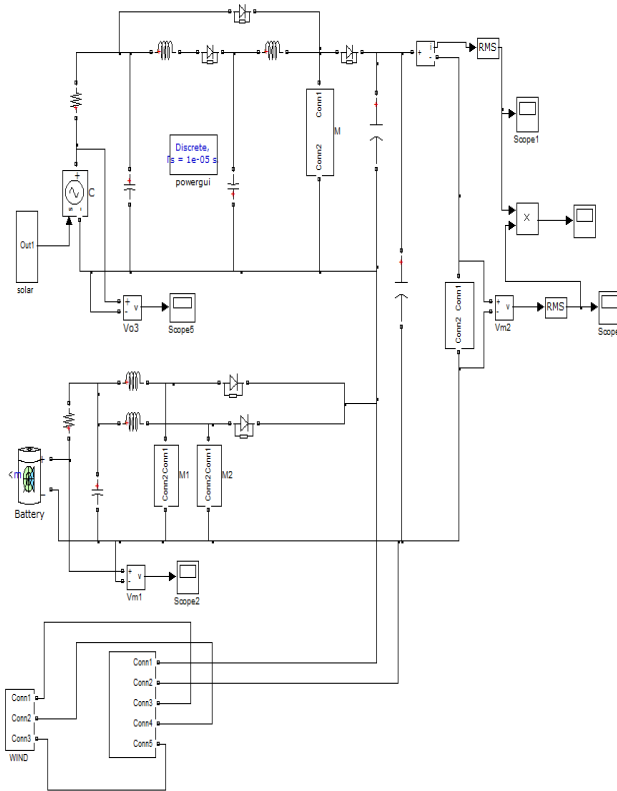 i
RMS
Scope1
Conn1
Conn2
M
Discrete,
s = 1e-05 s
powergui
C
s
Out1
solar
X
v
Vo3
Scope5
Conn1
Conn2
v
Vm2
RMS
Scope
<m
Battery
Conn1
Conn2
M1
Conn1
Conn2
M2
v
Vm1
Scope2
Conn1
Conn2
Conn3
WIND
Conn1
Conn2
Conn3
Conn4
Conn5